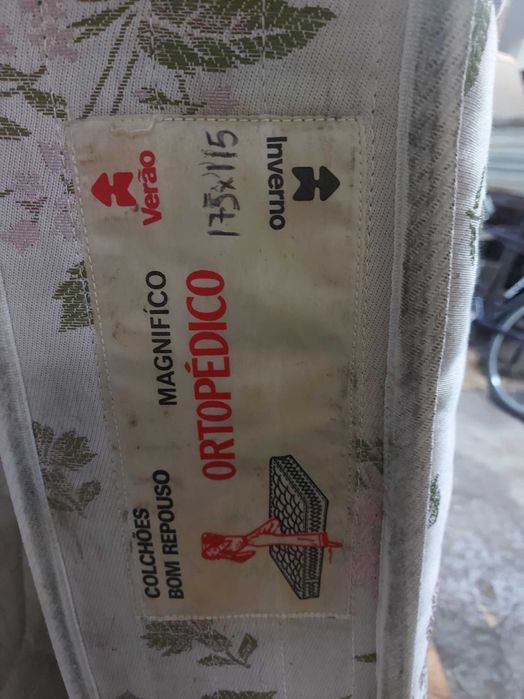 COLCHÕES
BOM REPOUSO
MAGNIFÍCO
ORTOPÉDICO
Verão
175x115
Inverno